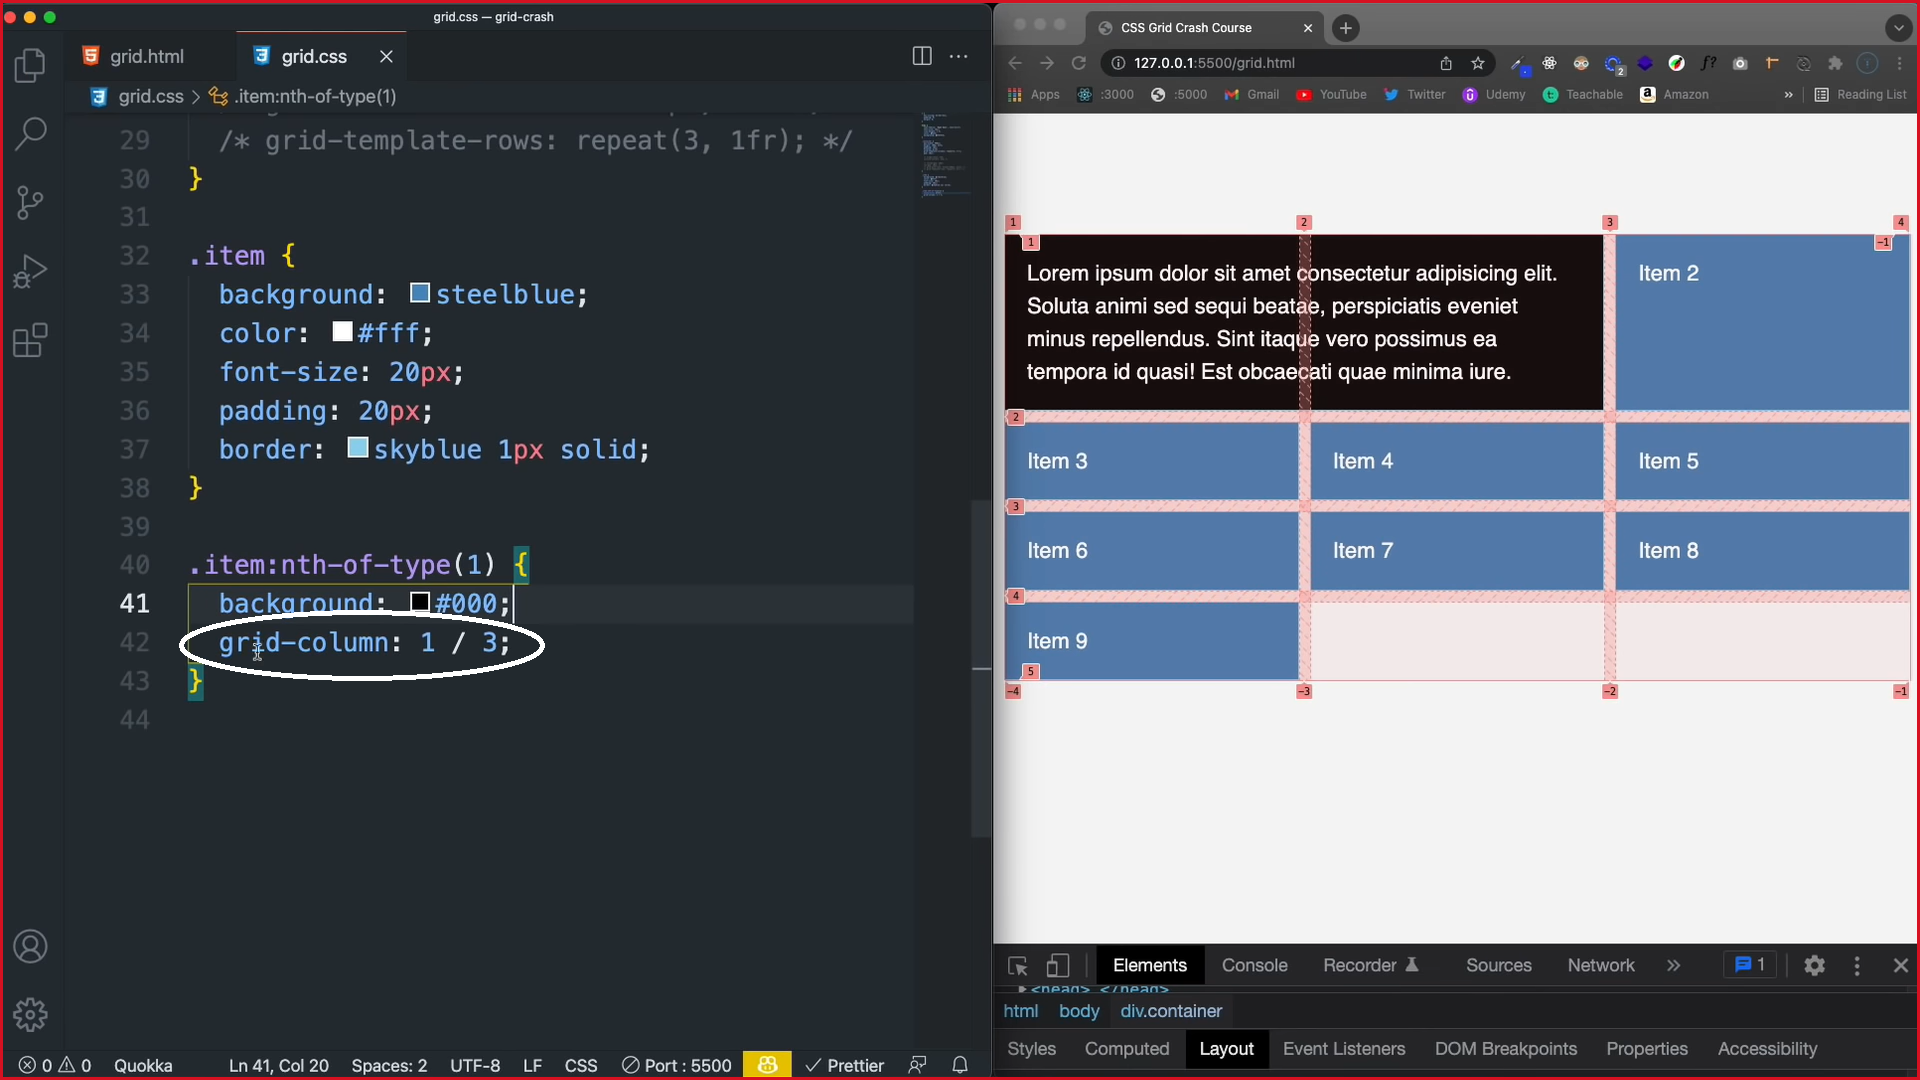 grid.css — grid-crash
grid.html
grid.css
grid.css > .item:nth-of-type(1)
29 /* grid-template-rows: repeat(3, 1fr); */
30 }
31
32 .item {
33 background: steelblue;
34 color: #fff;
35 font-size: 20px;
36 padding: 20px;
37 border: skyblue 1px solid;
38 }
39
40 .item:nth-of-type(1) {
41 background: #000;
42 grid-column: 1 / 3;
43 }
44
0 0 Quokka Ln 41, Col 20 Spaces: 2 UTF-8 LF CSS Port : 5500 Prettier
CSS Grid Crash Course
127.0.0.1:5500/grid.html
f?
2
Apps :3000 :5000 Gmail YouTube Twitter Udemy Teachable Amazon » Reading List
1 2 3 4
1 -1
Lorem ipsum dolor sit amet consectetur adipisicing elit.
Soluta animi sed sequi beatae, perspiciatis eveniet
minus repellendus. Sint itaque vero possimus ea
tempora id quasi! Est obcaecati quae minima iure.
Item 2
2
Item 3 Item 4 Item 5
3
Item 6 Item 7 Item 8
4
Item 9
5
-4 -3 -2 -1
Elements Console Recorder Sources Network » 1
<head> </head>
html body div.container
Styles Computed Layout Event Listeners DOM Breakpoints Properties Accessibility